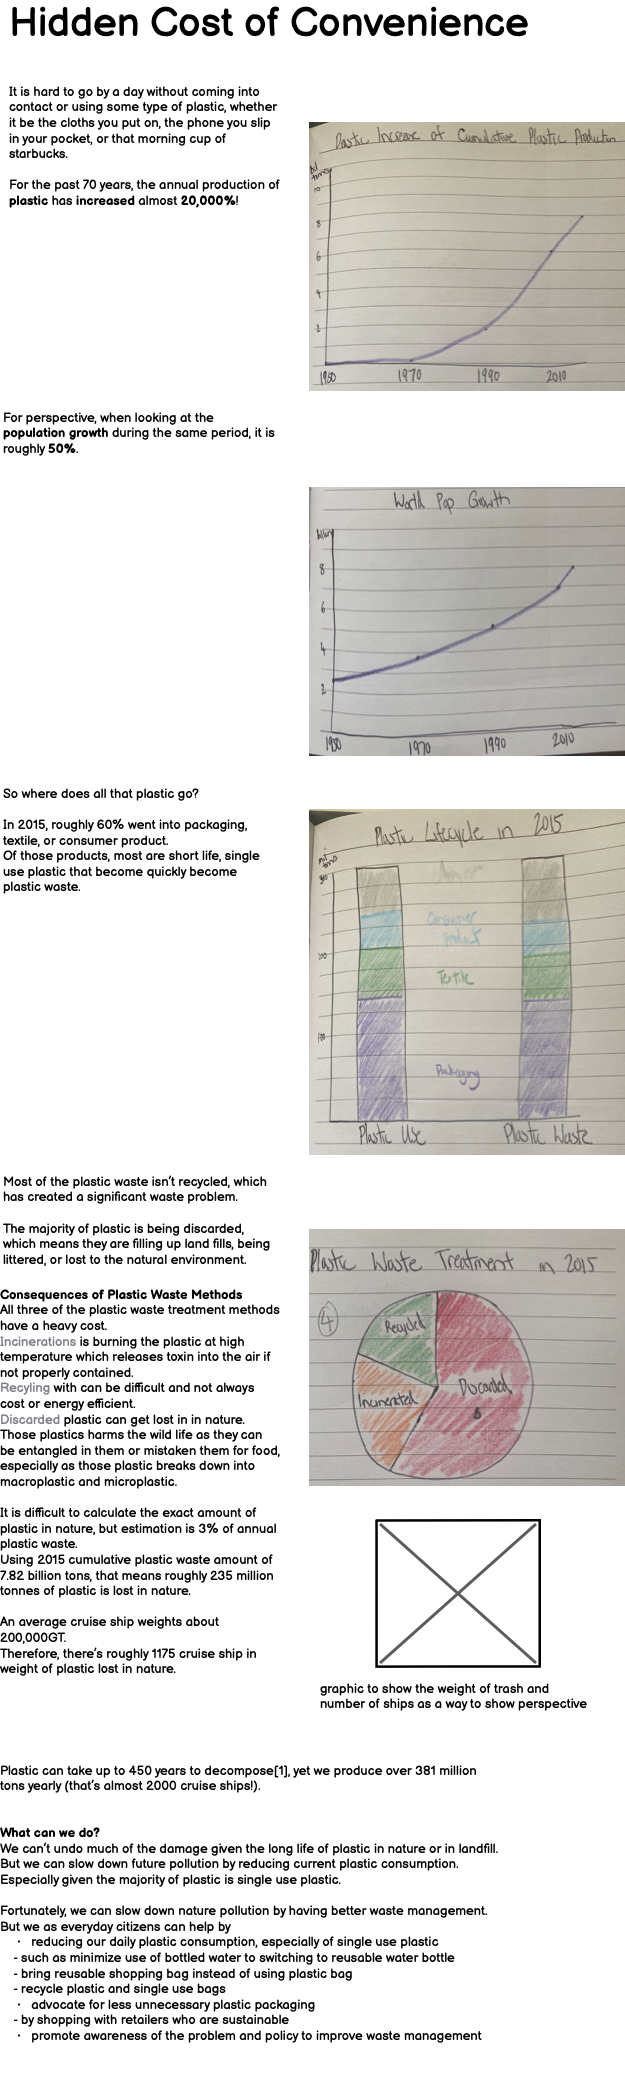 Hidden Cost of Convenience
It is hard to go by a day without coming into
contact or using some type of plastic, whether
it be the cloths you put on, the phone you slip
in your pocket, or that morning cup of
starbucks.
For the past 70 years, the annual production of
plastic has increased almost 20,000%!
Dastic Increase of Cumulative Plastic Production
tonnes
10
8
6
4
2
1950 1970 1990 2010
For perspective, when looking at the
population growth during the same period, it is
roughly 50%.
World Pop Growth
8
6
4
2
1950 1970 1990 2010
So where does all that plastic go?
In 2015, roughly 60% went into packaging,
textile, or consumer product.
Of those products, most are short life, single
use plastic that become quickly become
plastic waste.
Plastic Lifecycle in 2015
300
Consumer
Product
200
Textile
100
Packaging
Plastic Use Plastic Waste
Most of the plastic waste isn't recycled, which
has created a significant waste problem.
The majority of plastic is being discarded,
which means they are filling up land fills, being
littered, or lost to the natural environment.
Plastic Waste Treatment in 2015
4
Recycled
Incinerated
Discarded
Consequences of Plastic Waste Methods
All three of the plastic waste treatment methods
have a heavy cost.
Incinerations is burning the plastic at high
temperature which releases toxin into the air if
not properly contained.
Recyling with can be difficult and not always
cost or energy efficient.
Discarded plastic can get lost in in nature.
Those plastics harms the wild life as they can
be entangled in them or mistaken them for food,
especially as those plastic breaks down into
macroplastic and microplastic.
It is difficult to calculate the exact amount of
plastic in nature, but estimation is 3% of annual
plastic waste.
Using 2015 cumulative plastic waste amount of
7.82 billion tons, that means roughly 235 million
tonnes of plastic is lost in nature.
An average cruise ship weights about
200,000GT.
Therefore, there's roughly 1175 cruise ship in
weight of plastic lost in nature.
graphic to show the weight of trash and
number of ships as a way to show perspective
Plastic can take up to 450 years to decompose[1], yet we produce over 381 million
tons yearly (that's almost 2000 cruise ships!).
What can we do?
We can't undo much of the damage given the long life of plastic in nature or in landfill.
But we can slow down future pollution by reducing current plastic consumption.
Especially given the majority of plastic is single use plastic.
Fortunately, we can slow down nature pollution by having better waste management.
But we as everyday citizens can help by
· reducing our daily plastic consumption, especially of single use plastic
- such as minimize use of bottled water to switching to reusable water bottle
- bring reusable shopping bag instead of using plastic bag
- recycle plastic and single use bags
· advocate for less unnecessary plastic packaging
- by shopping with retailers who are sustainable
· promote awareness of the problem and policy to improve waste management